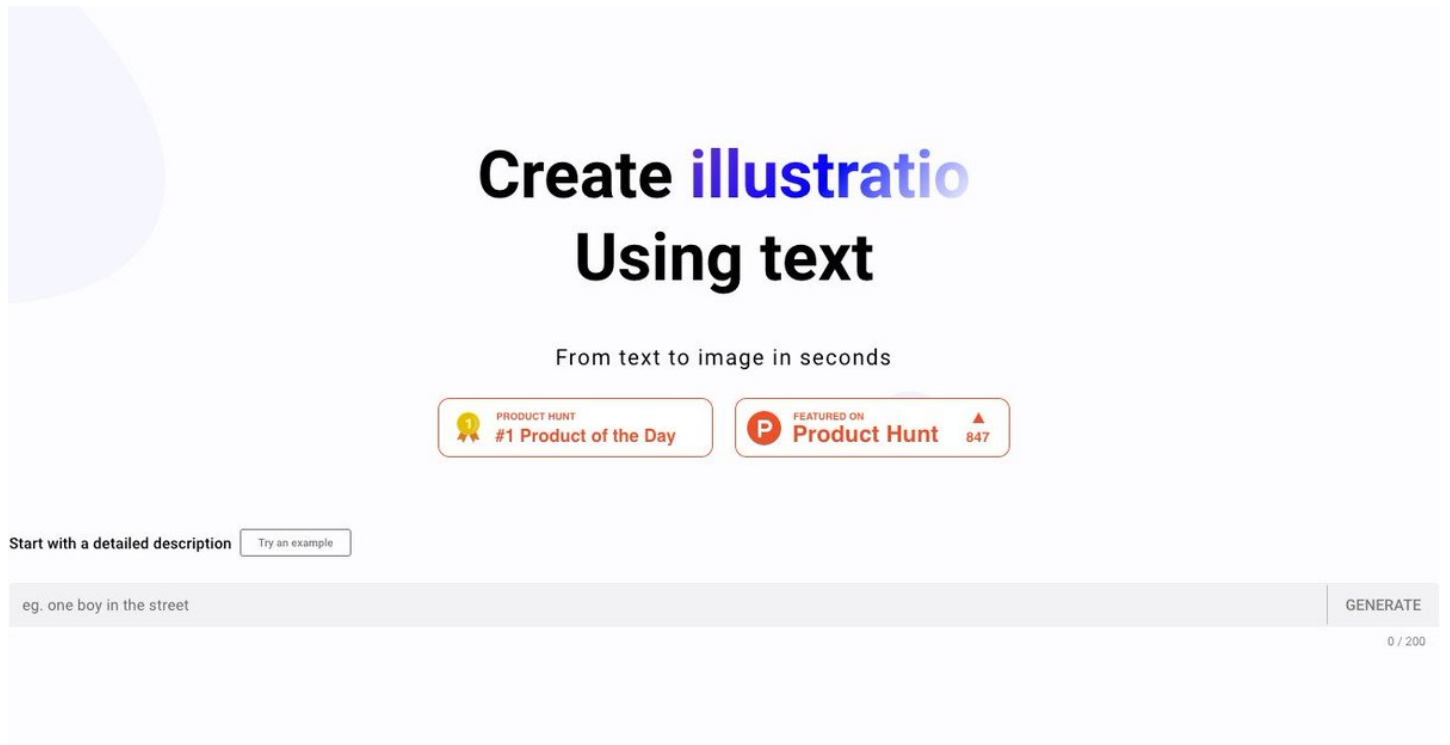 Create illustratio
Using text
From text to image in seconds
1 PRODUCT HUNT
#1 Product of the Day
P FEATURED ON
Product Hunt
▲
847
Start with a detailed description Try an example
eg. one boy in the street GENERATE
0 / 200